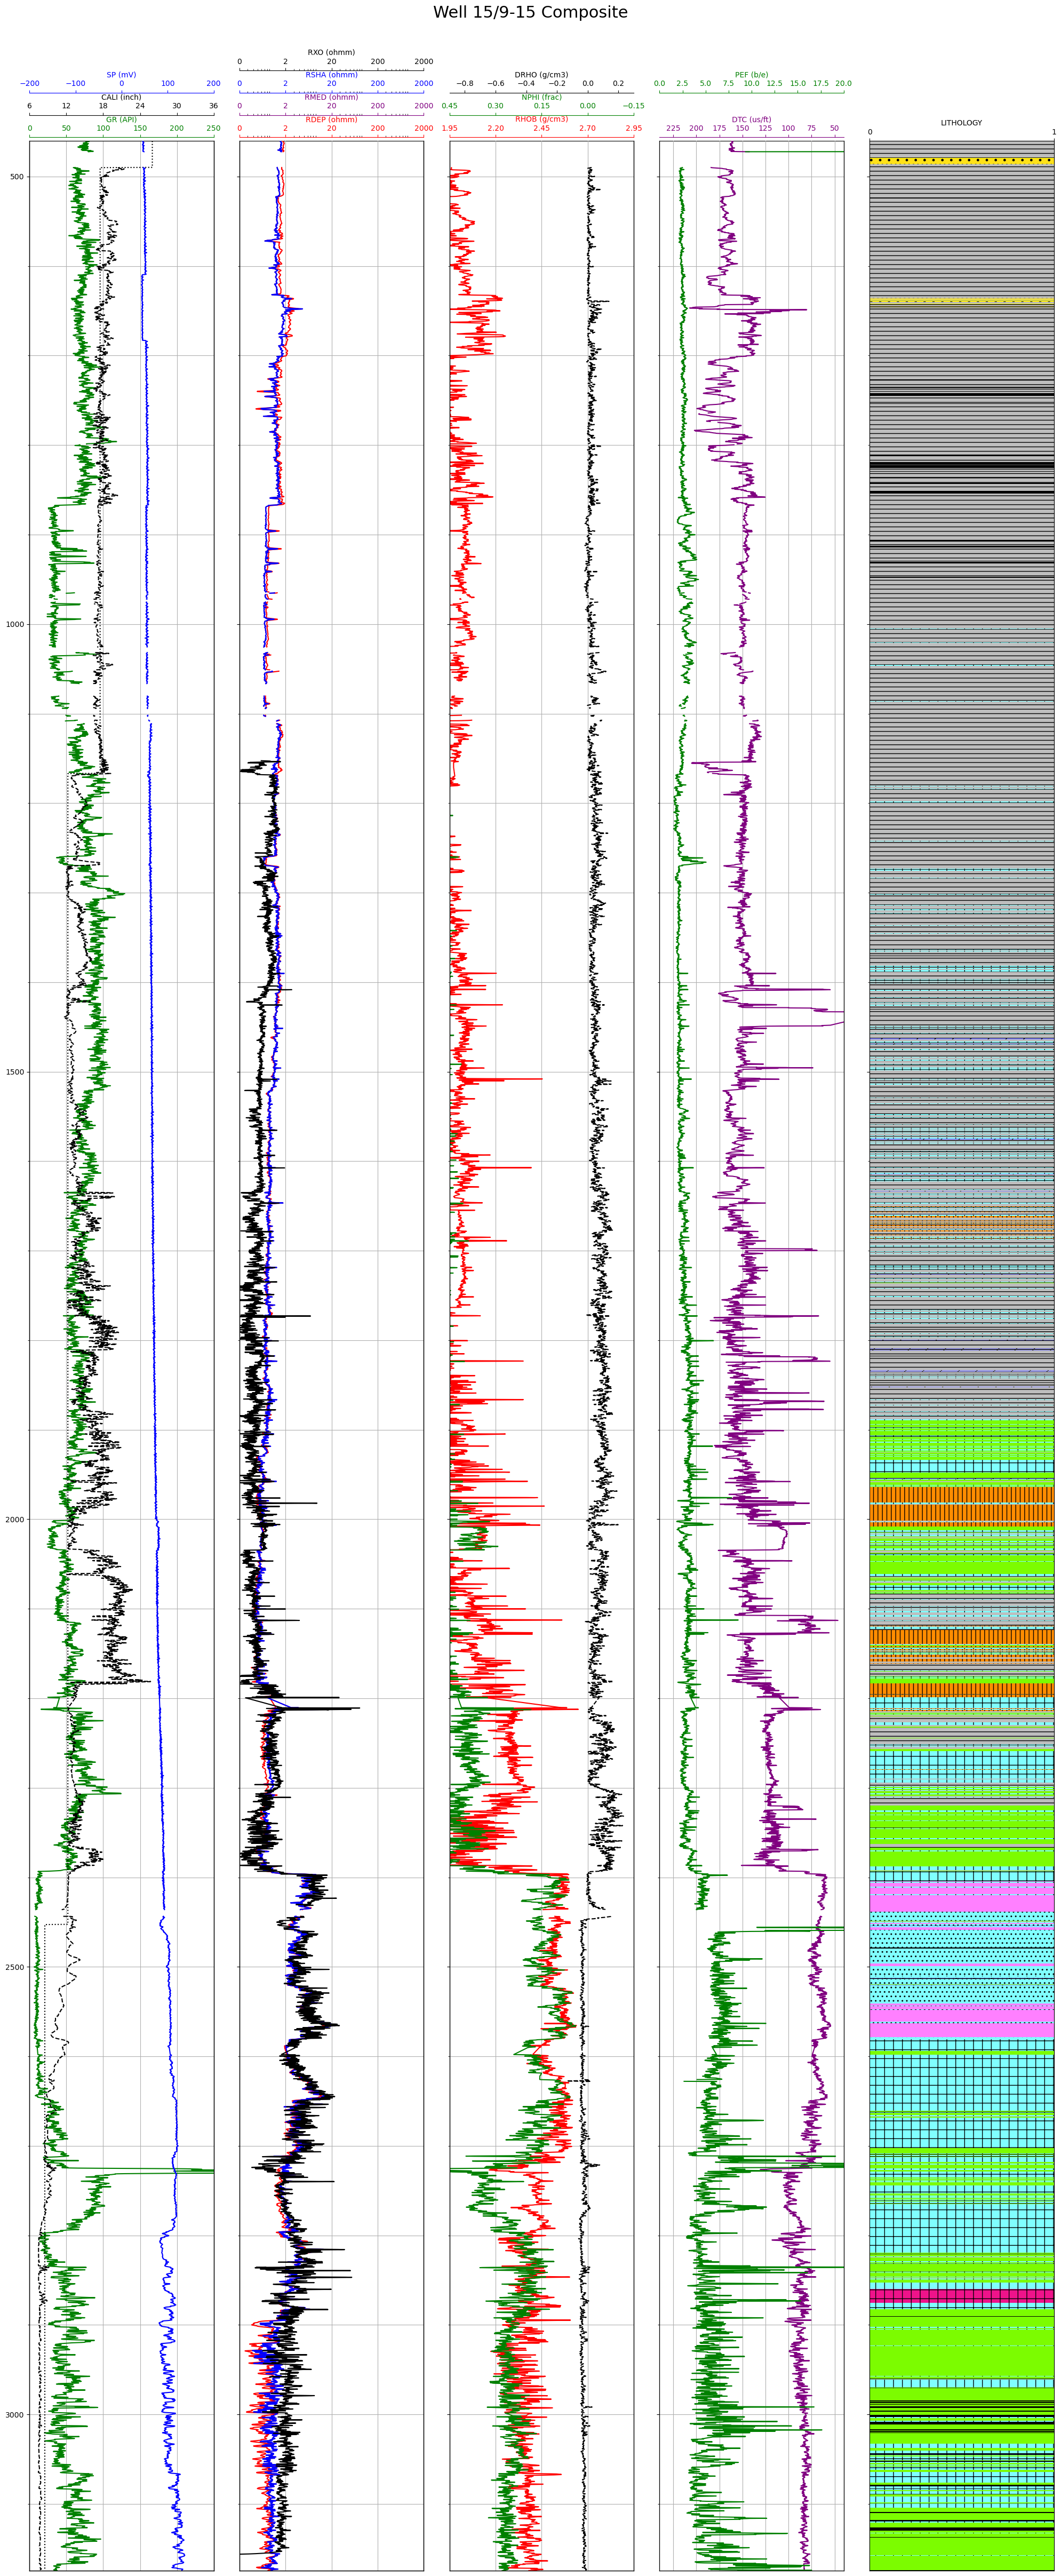 Well 15/9-15 Composite
RXO (ohmm)
0 2 20 200 2000
SP (mV) RSHA (ohmm) DRHO (g/cm3) PEF (b/e)
−200 −100 0 100 200 0 2 20 200 2000 −0.8 −0.6 −0.4 −0.2 0.0 0.2 0.0 2.5 5.0 7.5 10.0 12.5 15.0 17.5 20.0
CALI (inch) RMED (ohmm) NPHI (frac)
6 12 18 24 30 36 0 2 20 200 2000 0.45 0.30 0.15 0.00 −0.15
GR (API) RDEP (ohmm) RHOB (g/cm3) DTC (us/ft) LITHOLOGY
0 50 100 150 200 250 0 2 20 200 2000 1.95 2.20 2.45 2.70 2.95 225 200 175 150 125 100 75 50 0 1
500
1000
1500
2000
2500
3000